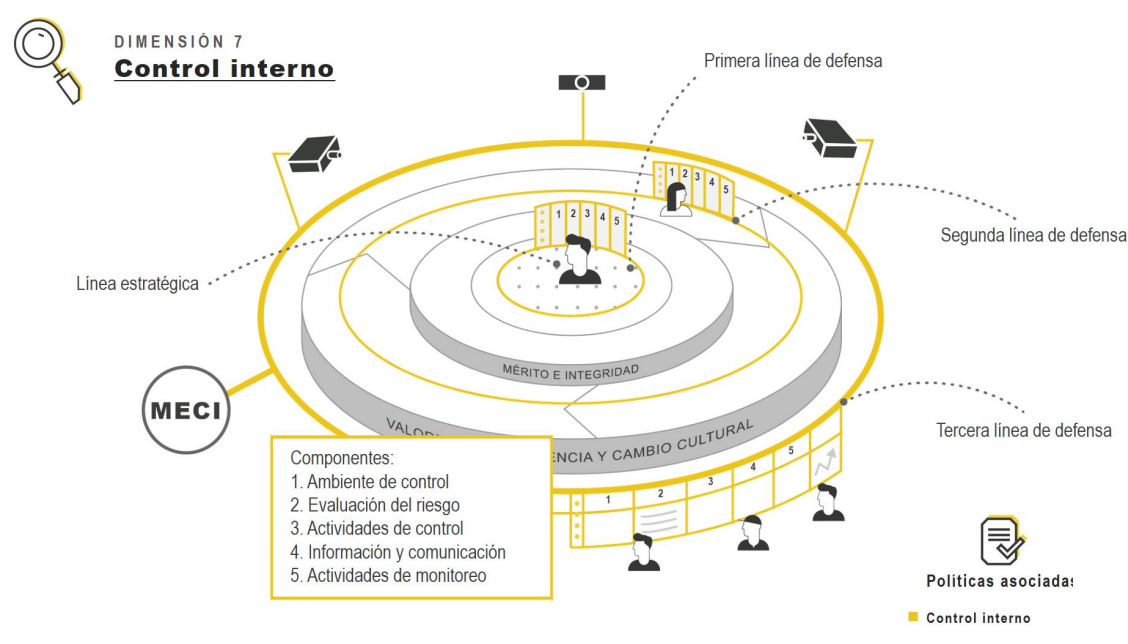 DIMENSIÓN 7
Control interno
Primera línea de defensa
1 2 3 4 5
Segunda línea de defensa
1 2 3 4 5
Línea estratégica
MÉRITO E INTEGRIDAD
MECI
ENCIA Y CAMBIO CULTURAL
Tercera línea de defensa
Componentes:
1. Ambiente de control
2. Evaluación del riesgo
3. Actividades de control
4. Información y comunicación
5. Actividades de monitoreo
1 2 3 4 5
Políticas asociadas
Control interno